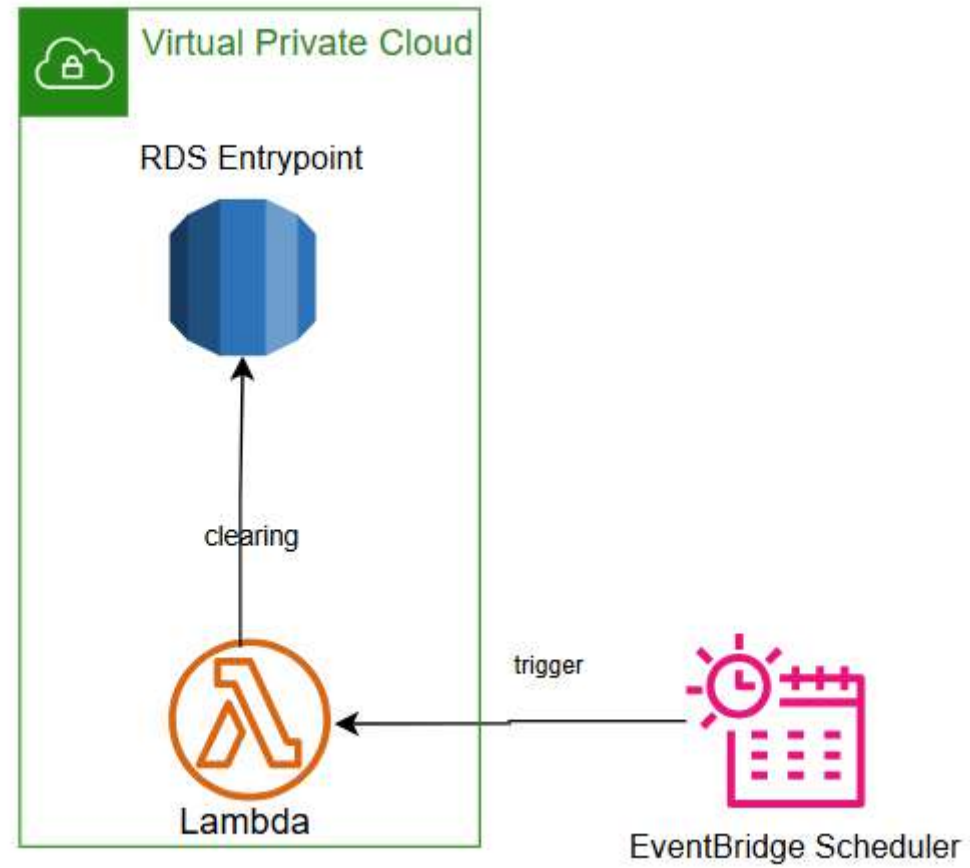 Virtual Private Cloud
RDS Entrypoint
clearing
trigger
Lambda
EventBridge Scheduler